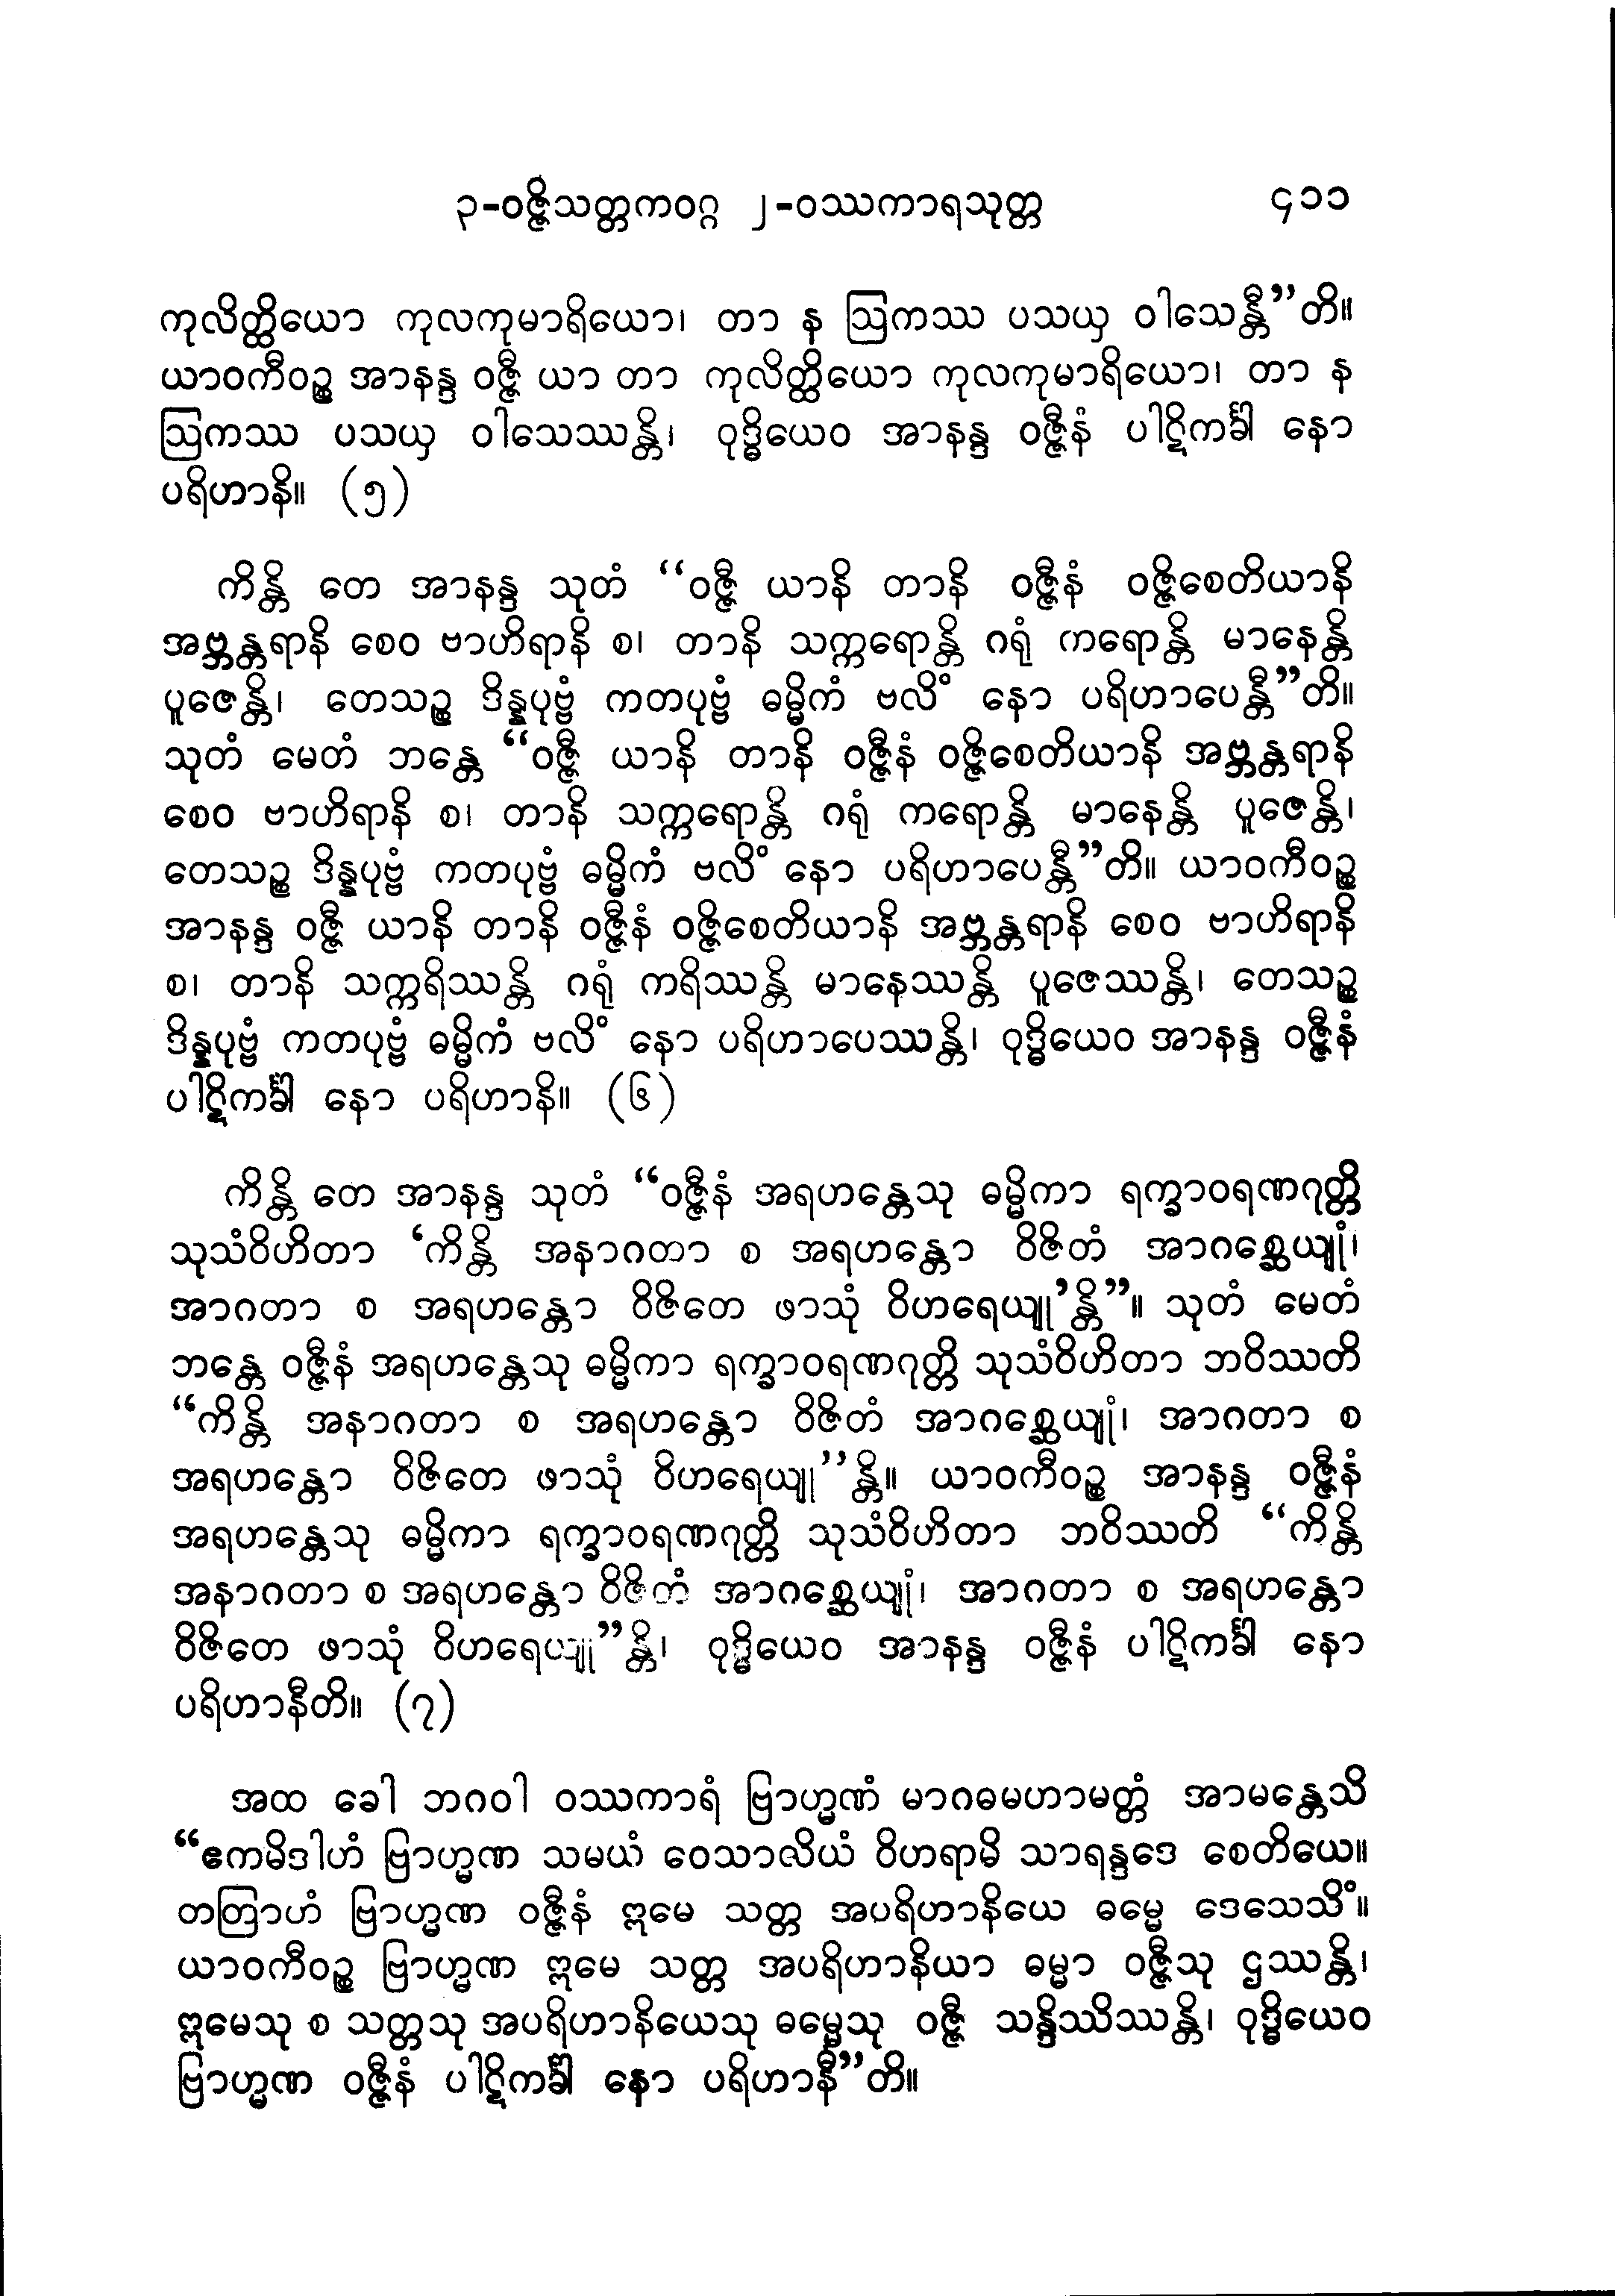 ၃-ဝဇ္ဇိသတ္တကဝဂ္ဂ ၂-ဝဿကာရသုတ္တ ၄၁၁
ကုလိတ္ထိယော ကုလကုမာရိယော၊ တာ န ဩကဿ ပသယှ ဝါသေန္တီ”တိ။
ယာဝကီဝဉ္စ အာနန္ဒ ဝဇ္ဇီ ယာ တာ ကုလိတ္ထိယော ကုလကုမာရိယော၊ တာ န
ဩကဿ ပသယှ ဝါသေဿန္တိ၊ ဝုဒ္ဓိယေဝ အာနန္ဒ ဝဇ္ဇီနံ ပါဋိကင်္ခါ နော
ပရိဟာနိ။ (၅)
ကိန္တိ တေ အာနန္ဒ သုတံ “ဝဇ္ဇီ ယာနိ တာနိ ဝဇ္ဇီနံ ဝဇ္ဇိစေတိယာနိ
အဗ္ဘန္တရာနိ စေဝ ဗာဟိရာနိ စ၊ တာနိ သက္ကရောန္တိ ဂရုံ ကရောန္တိ မာနေန္တိ
ပူဇေန္တိ၊ တေသဉ္စ ဒိန္နပုဗ္ဗံ ကတပုဗ္ဗံ ဓမ္မိကံ ဗလိံ နော ပရိဟာပေန္တီ”တိ။
သုတံ မေတံ ဘန္တေ “ဝဇ္ဇီ ယာနိ တာနိ ဝဇ္ဇီနံ ဝဇ္ဇိစေတိယာနိ အဗ္ဘန္တရာနိ
စေဝ ဗာဟိရာနိ စ၊ တာနိ သက္ကရောန္တိ ဂရုံ ကရောန္တိ မာနေန္တိ ပူဇေန္တိ၊
တေသဉ္စ ဒိန္နပုဗ္ဗံ ကတပုဗ္ဗံ ဓမ္မိကံ ဗလိံ နော ပရိဟာပေန္တီ”တိ။ ယာဝကီဝဉ္စ
အာနန္ဒ ဝဇ္ဇီ ယာနိ တာနိ ဝဇ္ဇီနံ ဝဇ္ဇိစေတိယာနိ အဗ္ဘန္တရာနိ စေဝ ဗာဟိရာနိ
စ၊ တာနိ သက္ကရိဿန္တိ ဂရုံ ကရိဿန္တိ မာနေဿန္တိ ပူဇေဿန္တိ၊ တေသဉ္စ
ဒိန္နပုဗ္ဗံ ကတပုဗ္ဗံ ဓမ္မိကံ ဗလိံ နော ပရိဟာပေဿန္တိ၊ ဝုဒ္ဓိယေဝ အာနန္ဒ ဝဇ္ဇီနံ
ပါဋိကင်္ခါ နော ပရိဟာနိ။ (၆)
ကိန္တိ တေ အာနန္ဒ သုတံ “ဝဇ္ဇီနံ အရဟန္တေသု ဓမ္မိကာ ရက္ခာဝရဏဂုတ္တိ
သုသံဝိဟိတာ ‘ကိန္တိ အနာဂတာ စ အရဟန္တော ဝိဇိတံ အာဂစ္ဆေယျုံ၊
အာဂတာ စ အရဟန္တော ဝိဇိတေ ဖာသုံ ဝိဟရေယျု’န္တိ”။ သုတံ မေတံ
ဘန္တေ ဝဇ္ဇီနံ အရဟန္တေသု ဓမ္မိကာ ရက္ခာဝရဏဂုတ္တိ သုသံဝိဟိတာ ဘဝိဿတိ
“ကိန္တိ အနာဂတာ စ အရဟန္တော ဝိဇိတံ အာဂစ္ဆေယျုံ၊ အာဂတာ စ
အရဟန္တော ဝိဇိတေ ဖာသုံ ဝိဟရေယျု”န္တိ။ ယာဝကီဝဉ္စ အာနန္ဒ ဝဇ္ဇီနံ
အရဟန္တေသု ဓမ္မိကာ ရက္ခာဝရဏဂုတ္တိ သုသံဝိဟိတာ ဘဝိဿတိ “ကိန္တိ
အနာဂတာ စ အရဟန္တော ဝိဇိတံ အာဂစ္ဆေယျုံ၊ အာဂတာ စ အရဟန္တော
ဝိဇိတေ ဖာသုံ ဝိဟရေယျု”န္တိ၊ ဝုဒ္ဓိယေဝ အာနန္ဒ ဝဇ္ဇီနံ ပါဋိကင်္ခါ နော
ပရိဟာနီတိ။ (၇)
အထ ခေါ ဘဂဝါ ဝဿကာရံ ဗြာဟ္မဏံ မာဂဓမဟာမတ္တံ အာမန္တေသိ
“ဧကမိဒါဟံ ဗြာဟ္မဏ သမယံ ဝေသာလိယံ ဝိဟရာမိ သာရန္ဒဒေ စေတိယေ။
တတြာဟံ ဗြာဟ္မဏ ဝဇ္ဇီနံ ဣမေ သတ္တ အပရိဟာနိယေ ဓမ္မေ ဒေသေသိံ။
ယာဝကီဝဉ္စ ဗြာဟ္မဏ ဣမေ သတ္တ အပရိဟာနိယာ ဓမ္မာ ဝဇ္ဇီသု ဌဿန္တိ၊
ဣမေသု စ သတ္တသု အပရိဟာနိယေသု ဓမ္မေသု ဝဇ္ဇီ သန္ဒိဿိဿန္တိ၊ ဝုဒ္ဓိယေဝ
ဗြာဟ္မဏ ဝဇ္ဇီနံ ပါဋိကင်္ခါ နော ပရိဟာနီ”တိ။